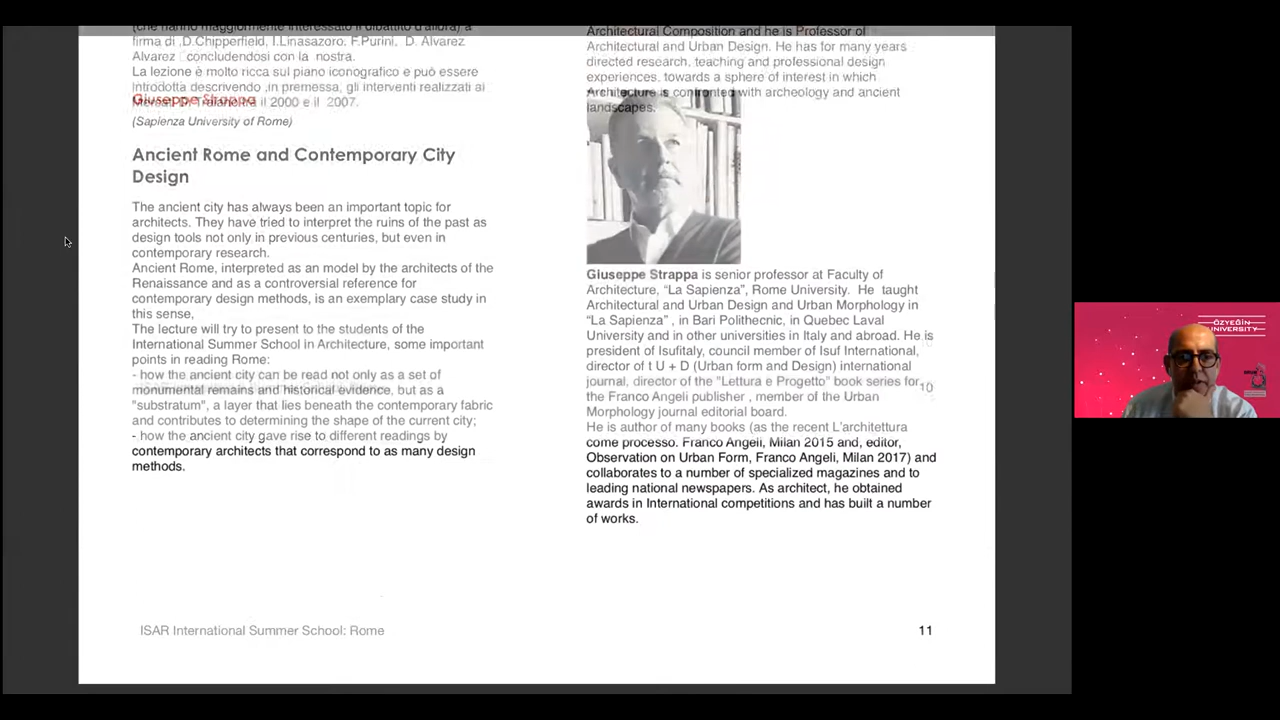 (che hanno maggiormente interessato il dibattito d'albra) a
firma di ,D.Chipperfield, I.Linasazoro, F.Purini, D. Alvarez
Alvarez concludendosi con la nostra.
La lezione è molto ricca sul piano iconografico e può essere
introdotta descrivendo ,in premessa, gli interventi realizzati ai
il 2000 e il 2007.
Giuseppe Strappa
(Sapienza University of Rome)
Ancient Rome and Contemporary City
Design
The ancient city has always been an important topic for
architects. They have tried to interpret the ruins of the past as
design tools not only in previous centuries, but even in
contemporary research.
Ancient Rome, interpreted as an model by the architects of the
Renaissance and as a controversial reference for
contemporary design methods, is an exemplary case study in
this sense,
The lecture will try to present to the students of the
International Summer School in Architecture, some important
points in reading Rome:
- how the ancient city can be read not only as a set of
monumental remains and historical evidence, but as a
"substratum", a layer that lies beneath the contemporary fabric
and contributes to determining the shape of the current city;
- how the ancient city gave rise to different readings by
contemporary architects that correspond to as many design
methods.
Architectural Composition and he is Professor of
Architectural and Urban Design. He has for many years
directed research, teaching and professional design
experiences, towards a sphere of interest in which
Architecture is confronted with archeology and ancient
landscapes.
Giuseppe Strappa is senior professor at Faculty of
Architecture, “La Sapienza”, Rome University. He taught
Architectural and Urban Design and Urban Morphology in
“La Sapienza” , in Bari Polithecnic, in Quebec Laval
University and in other universities in Italy and abroad. He is
president of Isufitaly, council member of Isuf International,
director of t U + D (Urban form and Design) international
journal, director of the "Lettura e Progetto" book series for
the Franco Angeli publisher , member of the Urban
Morphology journal editorial board.
He is author of many books (as the recent L'architettura
come processo. Franco Angeli, Milan 2015 and, editor,
Observation on Urban Form, Franco Angeli, Milan 2017) and
collaborates to a number of specialized magazines and to
leading national newspapers. As architect, he obtained
awards in International competitions and has built a number
of works.
10
ISAR International Summer School: Rome
11
ÖZYEĞİN
UNIVERSITY